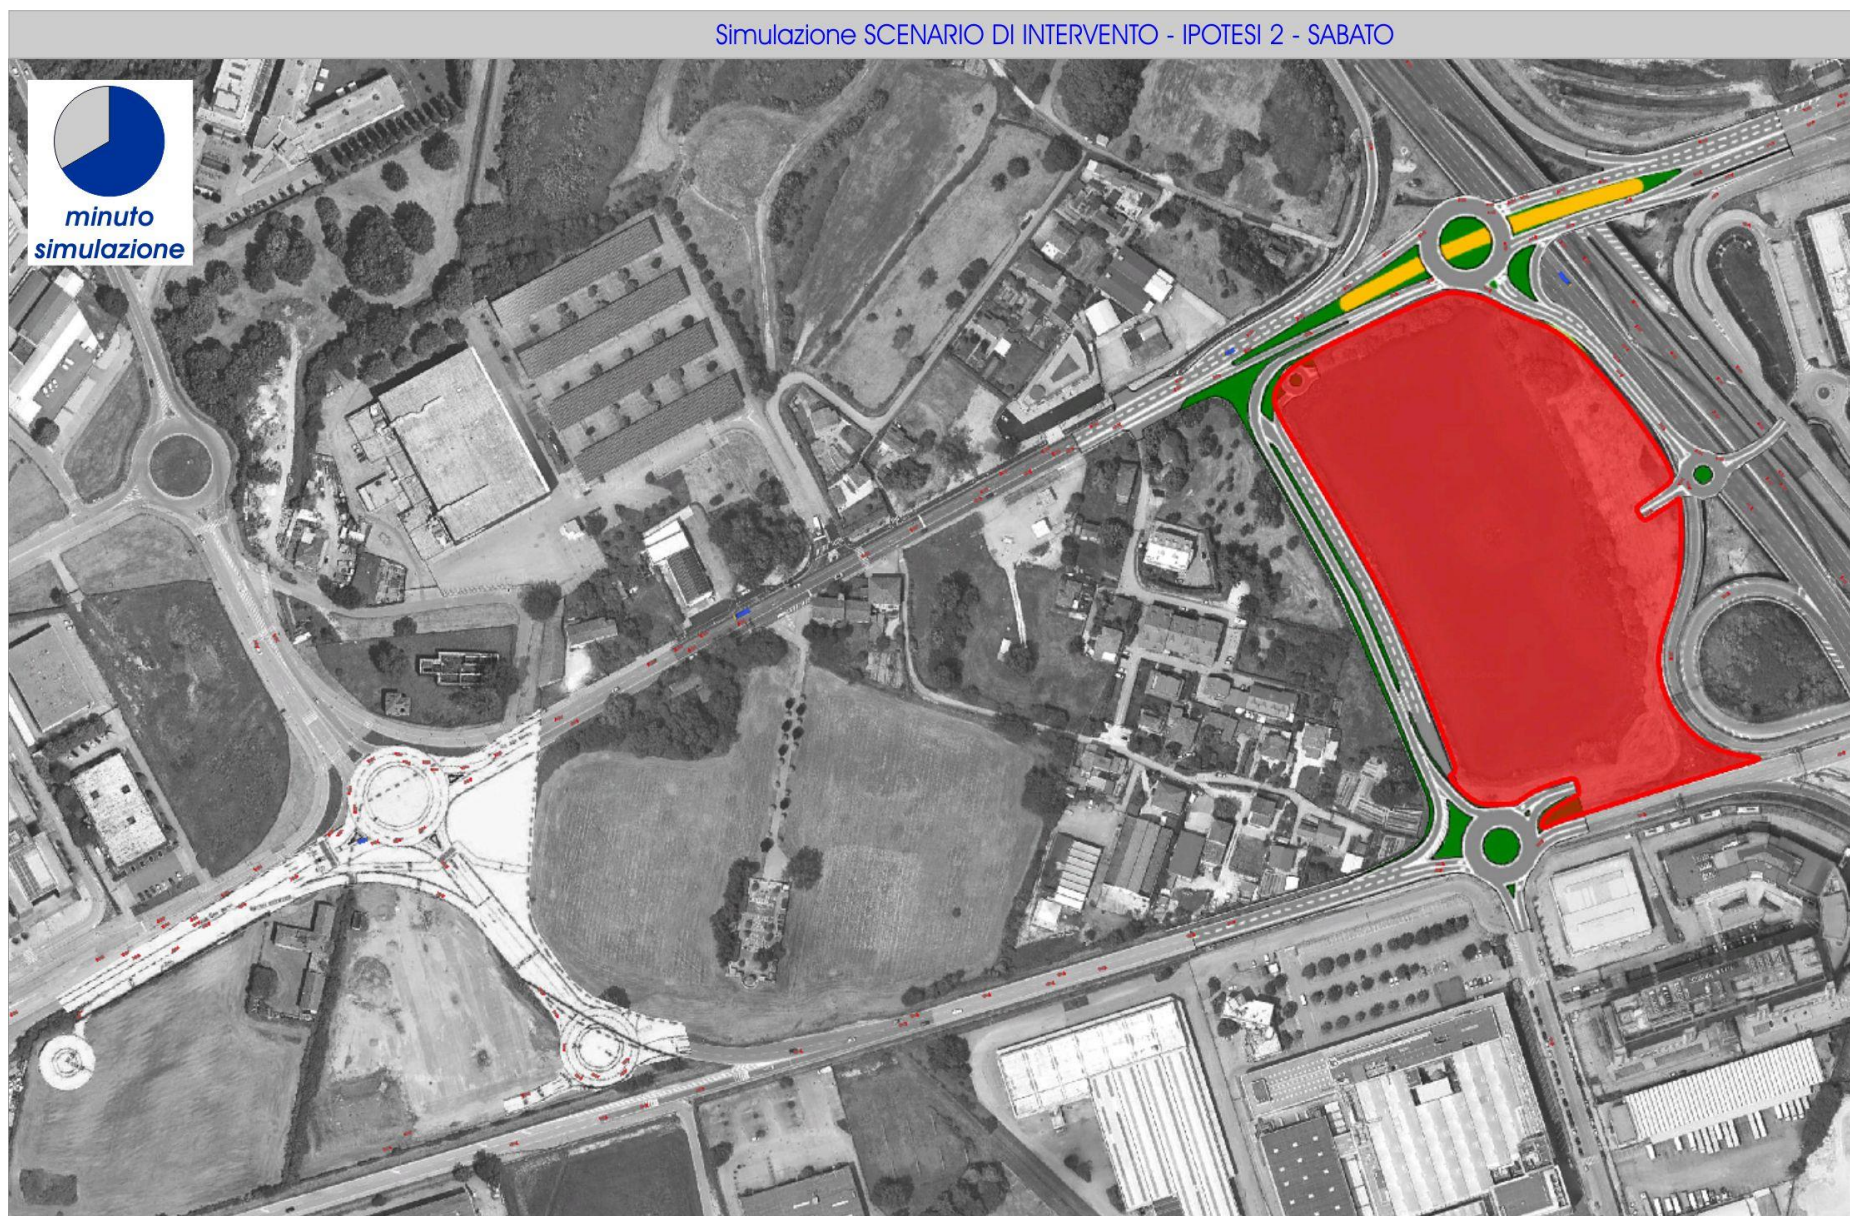 Simulazione SCENARIO DI INTERVENTO - IPOTESI 2 - SABATO
minuto
simulazione